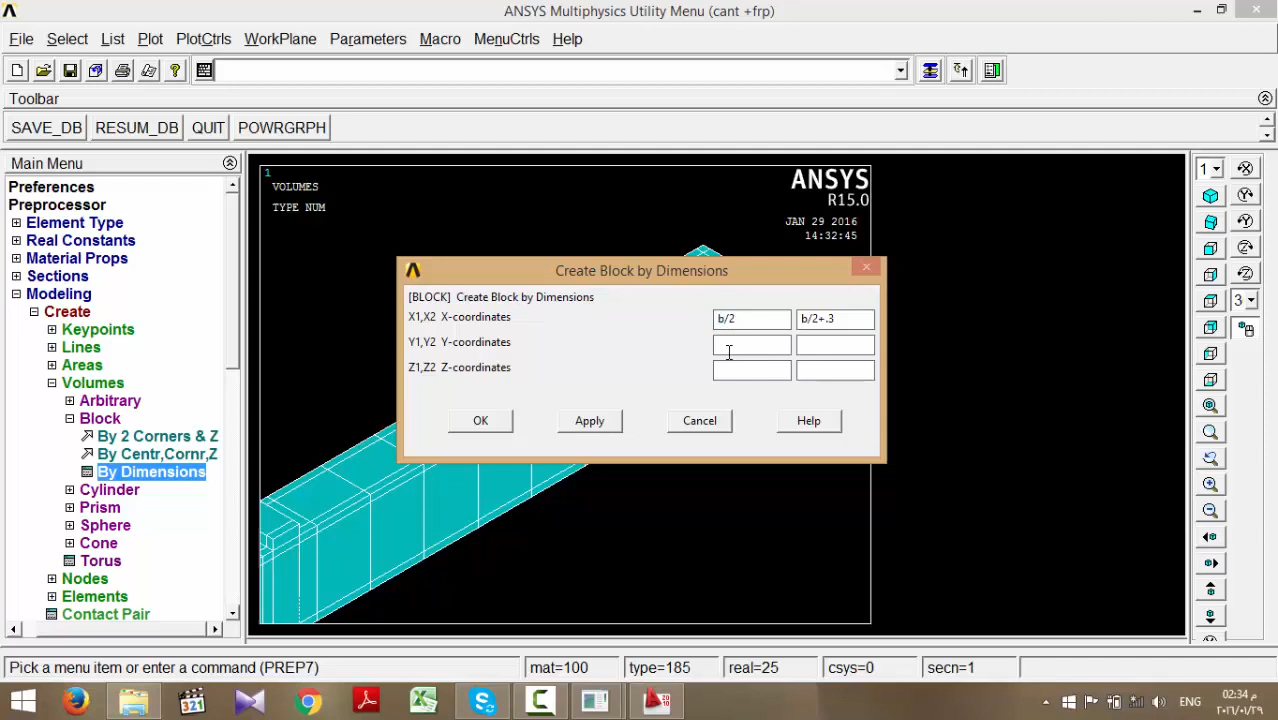 ANSYS Multiphysics Utility Menu (cant +frp)
File Select List Plot PlotCtrls WorkPlane Parameters Macro MenuCtrls Help
Toolbar
SAVE_DB RESUM_DB QUIT POWRGRPH
Main Menu
Preferences
Preprocessor
Element Type
Real Constants
Material Props
Sections
Modeling
Create
Keypoints
Lines
Areas
Volumes
Arbitrary
Block
By 2 Corners & Z
By Centr,Cornr,Z
By Dimensions
Cylinder
Prism
Sphere
Cone
Torus
Nodes
Elements
Contact Pair
1
VOLUMES
TYPE NUM
ANSYS
R15.0
JAN 29 2016
14:32:45
Create Block by Dimensions
[BLOCK] Create Block by Dimensions
X1,X2 X-coordinates b/2 b/2+.3
Y1,Y2 Y-coordinates
Z1,Z2 Z-coordinates
OK Apply Cancel Help
1
3
Pick a menu item or enter a command (PREP7) mat=100 type=185 real=25 csys=0 secn=1
321
20
10
ENG
02:34 م
٢٠١٦/٠١/٢٩